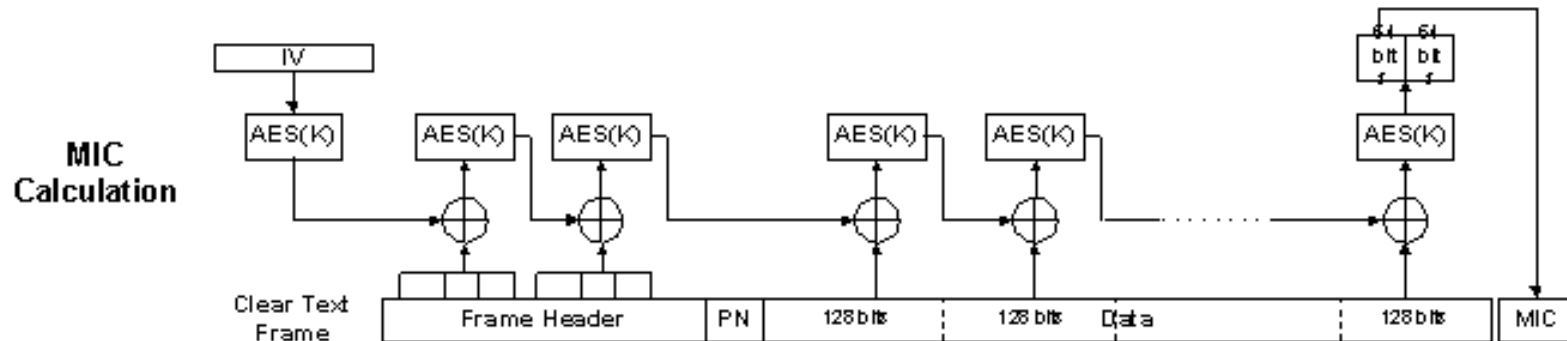 IV
64 bit s
64 bit s
AES(K)
AES(K)
AES(K)
AES(K)
AES(K)
AES(K)
MIC
Calculation
Clear Text
Frame
Frame Header
PN
128 bits
128 bits
Data
128 bits
MIC